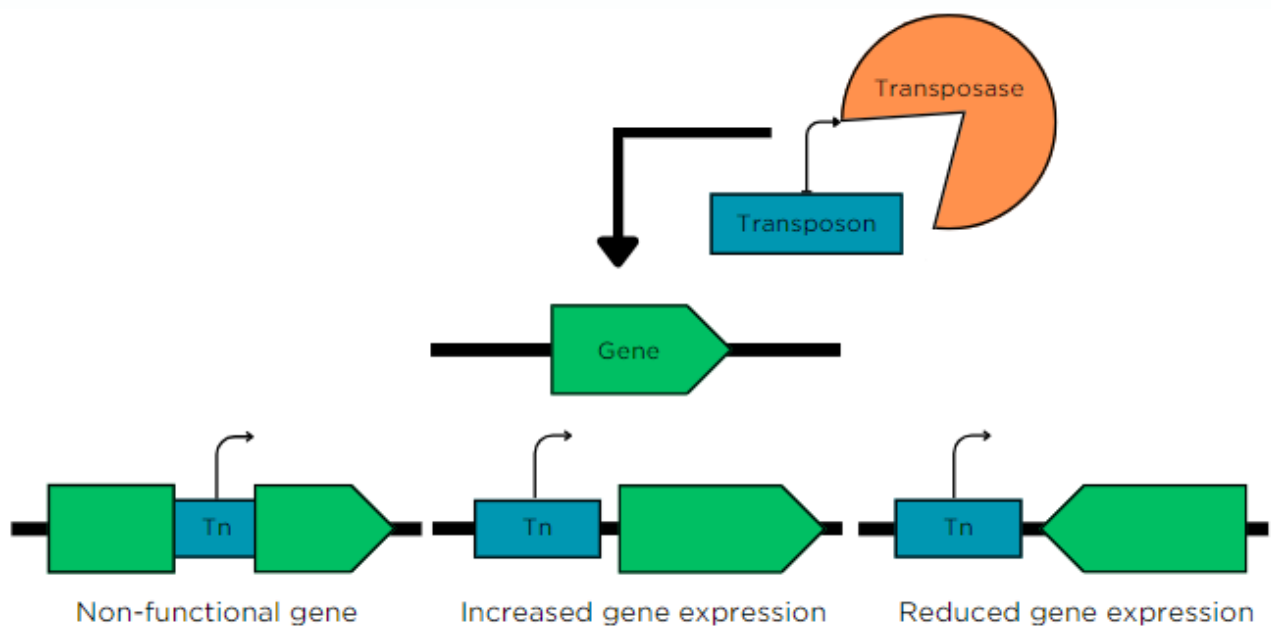 Transposase
Transposon
Gene
Tn
Tn
Tn
Non-functional gene
Increased gene expression
Reduced gene expression